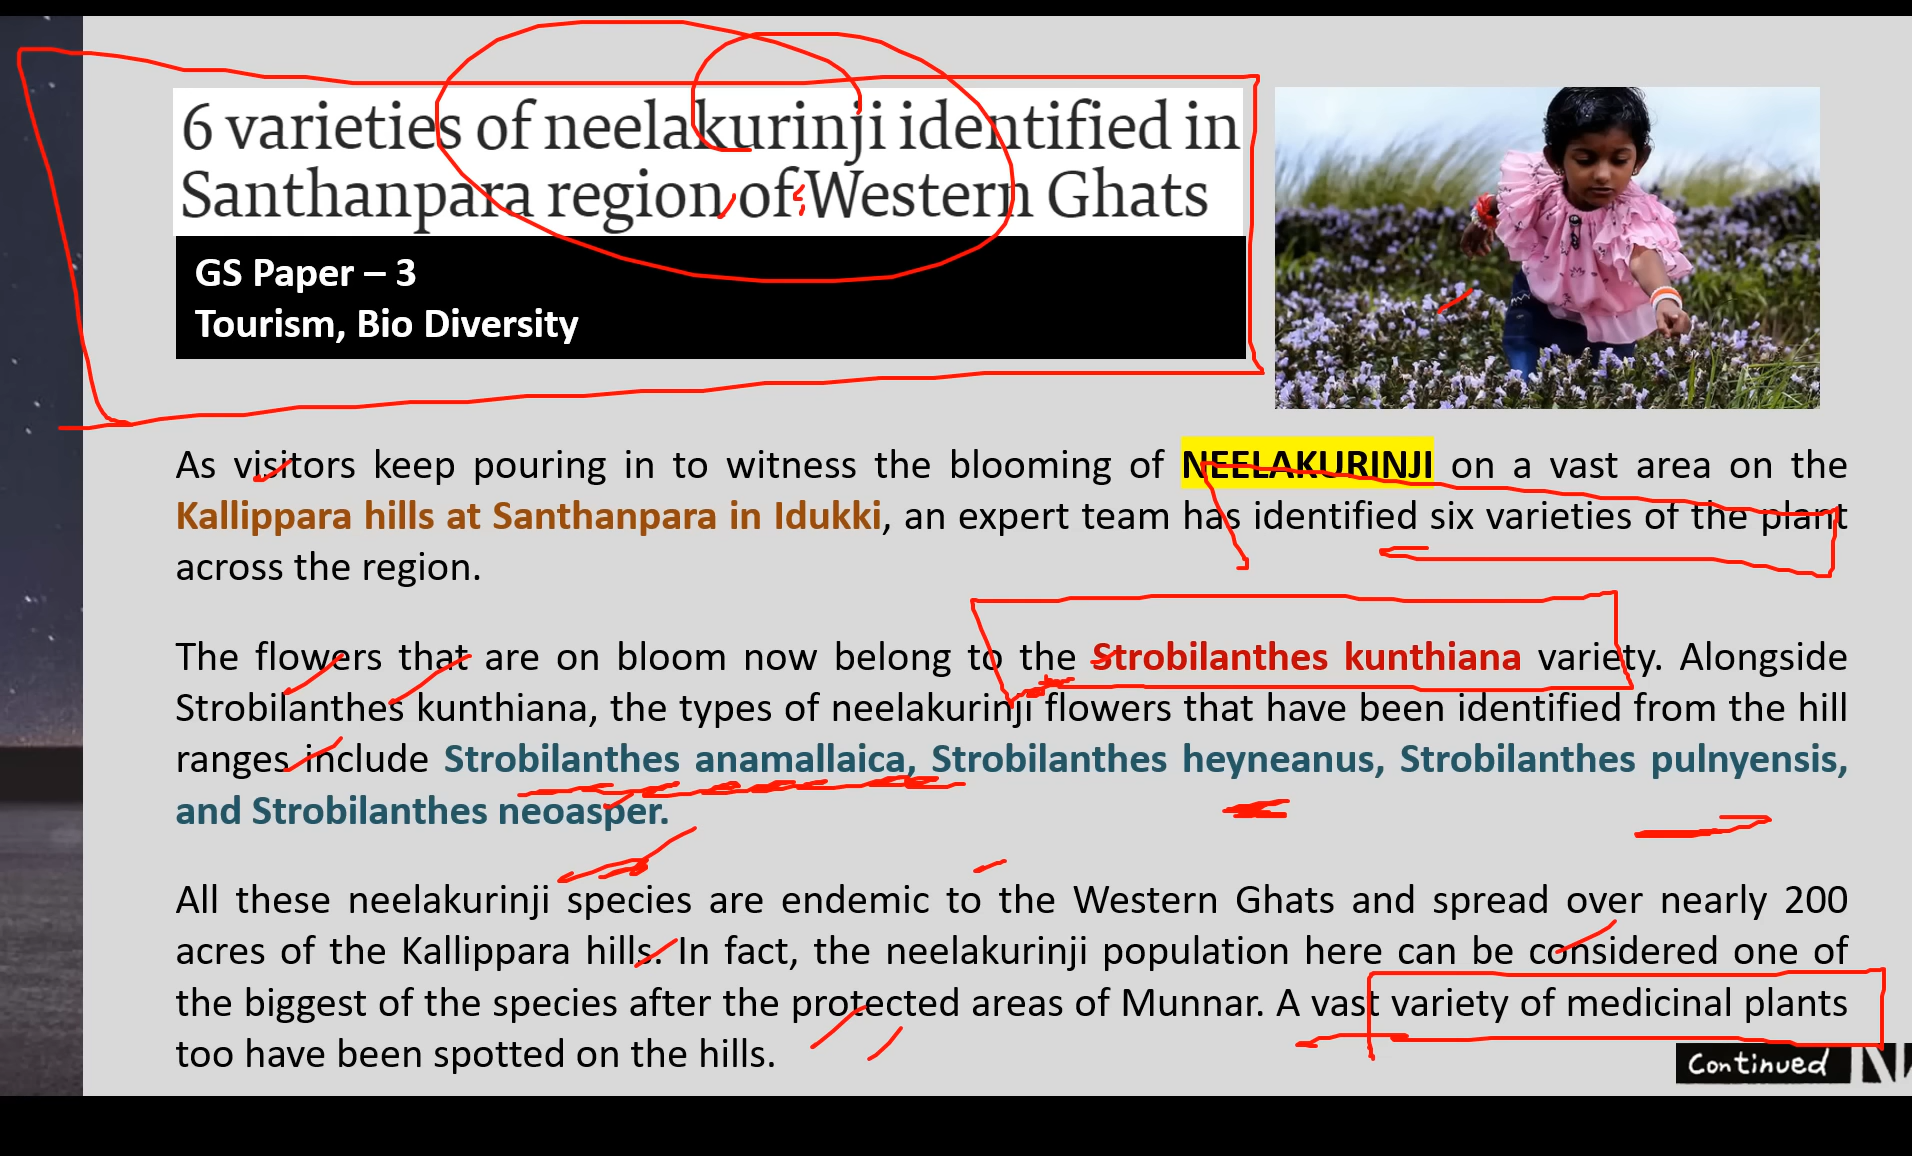 6 varieties of neelakurinji identified in
Santhanpara region of Western Ghats
GS Paper – 3
Tourism, Bio Diversity
As visitors keep pouring in to witness the blooming of NEELAKURINJI on a vast area on the
Kallippara hills at Santhanpara in Idukki, an expert team has identified six varieties of the plant
across the region.
The flowers that are on bloom now belong to the Strobilanthes kunthiana variety. Alongside
Strobilanthes kunthiana, the types of neelakurinji flowers that have been identified from the hill
ranges include Strobilanthes anamallaica, Strobilanthes heyneanus, Strobilanthes pulnyensis,
and Strobilanthes neoasper.
All these neelakurinji species are endemic to the Western Ghats and spread over nearly 200
acres of the Kallippara hills. In fact, the neelakurinji population here can be considered one of
the biggest of the species after the protected areas of Munnar. A vast variety of medicinal plants
too have been spotted on the hills.
Continued